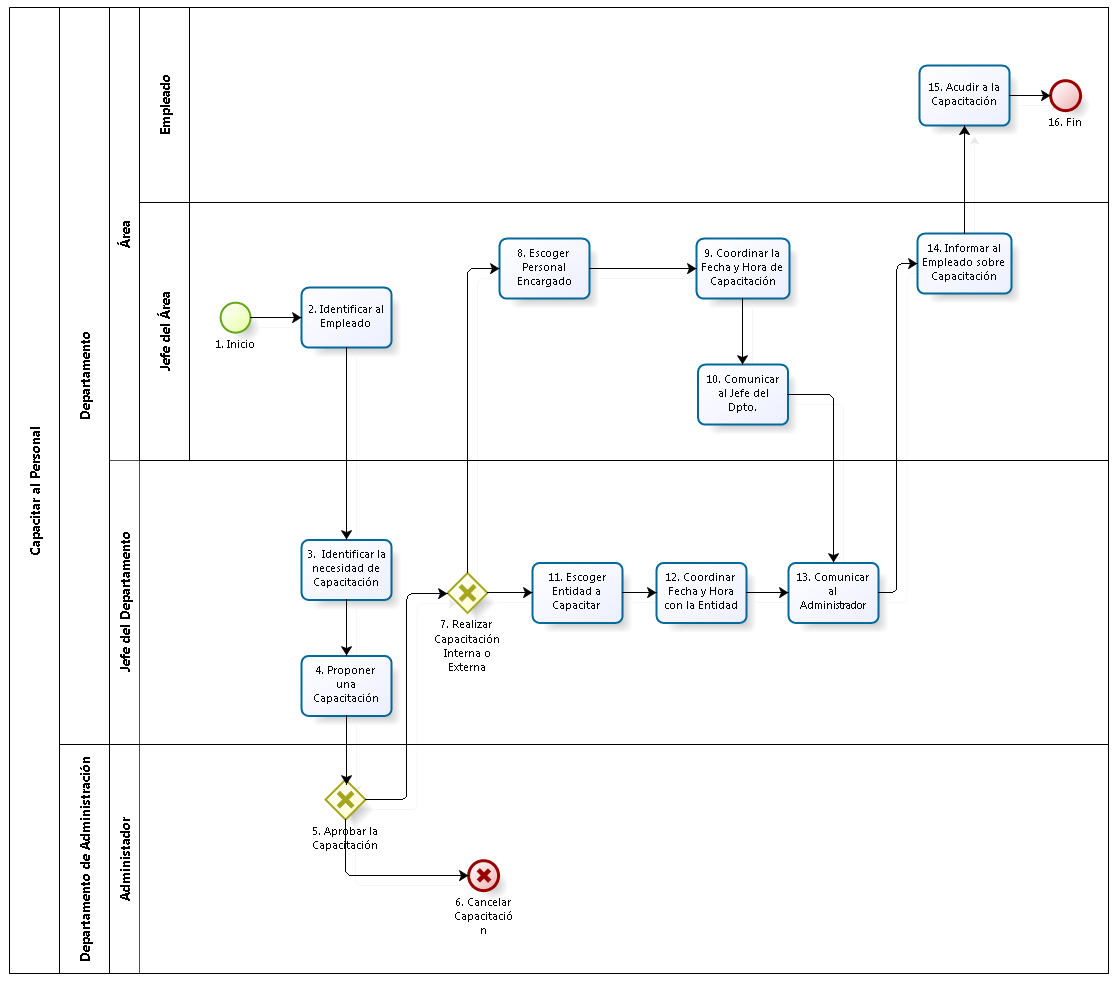 Capacitar al Personal
Departamento
Área
Empleado
15. Acudir a la
Capacitación
16. Fin
Jefe del Área
1. Inicio
2. Identificar al
Empleado
8. Escoger
Personal
Encargado
9. Coordinar la
Fecha y Hora de
Capacitación
10. Comunicar
al Jefe del
Dpto.
14. Informar al
Empleado sobre
Capacitación
Jefe del Departamento
3. Identificar la
necesidad de
Capacitación
4. Proponer
una
Capacitación
7. Realizar
Capacitación
Interna o
Externa
11. Escoger
Entidad a
Capacitar
12. Coordinar
Fecha y Hora
con la Entidad
13. Comunicar
al
Administrador
Departamento de Administración
Administador
5. Aprobar la
Capacitación
6. Cancelar
Capacitació
n